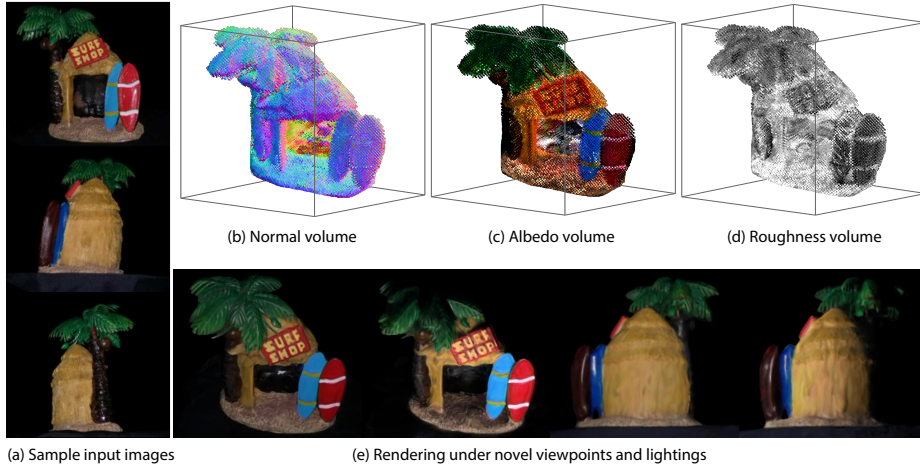 SURF
SHOP
(b) Normal volume
(c) Albedo volume
(d) Roughness volume
SURF
SHOP
SURF
SHOP
(a) Sample input images
(e) Rendering under novel viewpoints and lightings